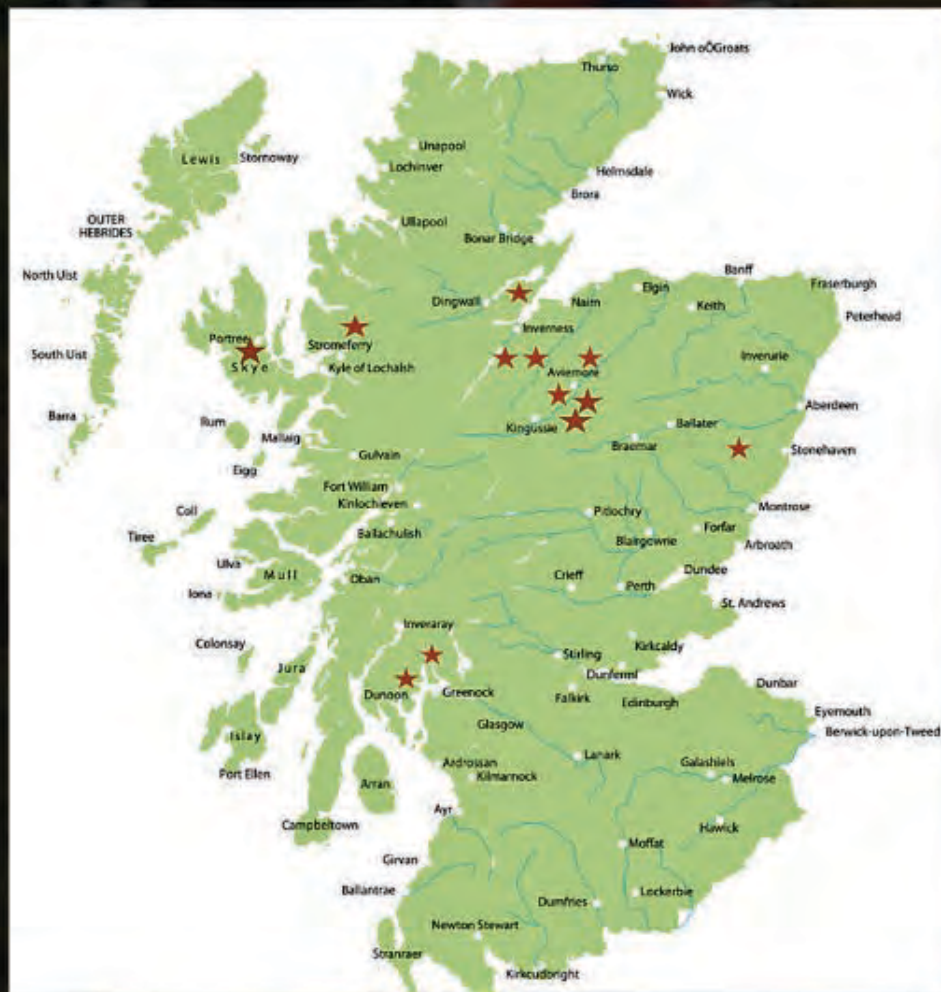 John oÕGroats
Thurso
Wick
Unapool
Lewis
Stornoway
Lochinver
Helmsdale
Brora
OUTER
HEBRIDES
Ullapool
Bonar Bridge
North Uist
Dingwall
Nairn
Elgin
Banff
Keith
Fraserburgh
Peterhead
Inverness
Portree
Stromeferry
South Uist
Skye
Kyle of Lochalsh
Aviemore
Inverurie
Barra
Rum
Mallaig
Kingussie
Braemar
Ballater
Aberdeen
Eigg
Gulvain
Stonehaven
Fort William
Kinlochleven
Coll
Pitlochry
Montrose
Tiree
Ballachulish
Blairgowrie
Forfar
Arbroath
Ulva
Mull
Oban
Crieff
Perth
Dundee
Iona
St. Andrews
Inveraray
Colonsay
Stirling
Kirkcaldy
Jura
Dunoon
Greenock
Dunferml
Falkirk
Edinburgh
Dunbar
Islay
Glasgow
Eyemouth
Berwick-upon-Tweed
Port Ellen
Ardrossan
Kilmarnock
Lanark
Galashiels
Melrose
Arran
Campbeltown
Ayr
Hawick
Moffat
Girvan
Ballantrae
Lockerbie
Dumfries
Newton Stewart
Stranraer
Kirkcudbright